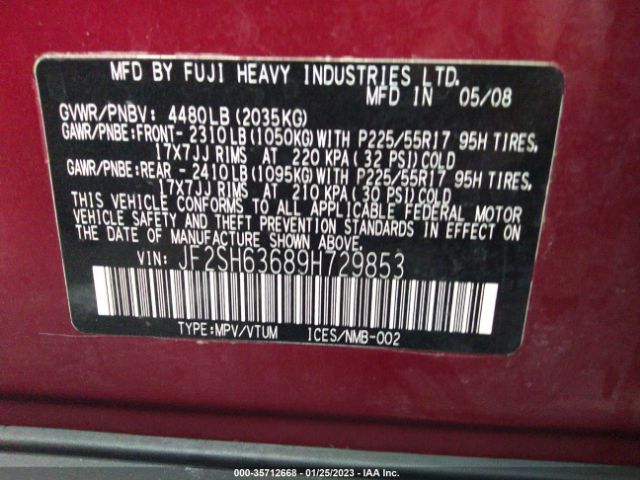 MFD BY FUJI HEAVY INDUSTRIES LTD.
MFD IN 05/08
GVWR/PNBV: 4480LB(2035KG)
GAWR/PNBE:FRONT- 2310LB(1050KG)WITH P225/55R17 95H TIRES,
17X7JJ RIMS AT 220 KPA(32 PSI)COLD
GAWR/PNBE:REAR - 2410LB(1095KG)WITH P225/55R17 95H TIRES,
17X7JJ RIMS AT 210 KPA(30 PSI)COLD
THIS VEHICLE CONFORMS TO ALL APPLICABLE FEDERAL MOTOR
VEHICLE SAFETY AND THEFT PREVENTION STANDARDS IN EFFECT
ON THE DATE OF MANUFACTURE SHOWN ABOVE.
VIN: JF2SH63689H729853
TYPE:MPV/VTUM ICES/NMB-002
000-35712668 - 01/25/2023 - IAA Inc.